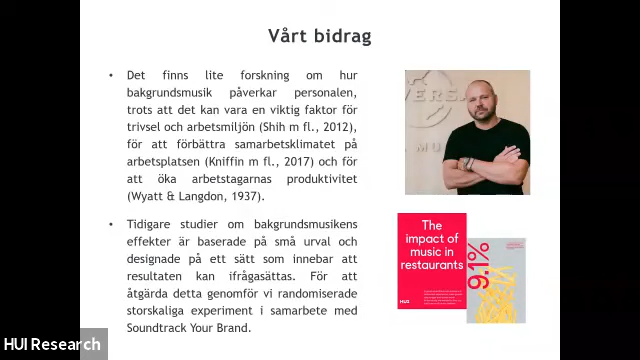 Vårt bidrag
• Det finns lite forskning om hur
bakgrundsmusik påverkar personalen,
trots att det kan vara en viktig faktor för
trivsel och arbetsmiljön (Shih m fl., 2012),
för att förbättra samarbetsklimatet på
arbetsplatsen (Kniffin m fl., 2017) och för
att öka arbetstagarnas produktivitet
(Wyatt & Langdon, 1937).
• Tidigare studier om bakgrundsmusikens
effekter är baserade på små urval och
designade på ett sätt som innebar att
resultaten kan ifrågasättas. För att
åtgärda detta genomför vi randomiserade
storskaliga experiment i samarbete med
Soundtrack Your Brand.
The
impact of
music in
restaurants
HUI
9.1%
HUI Research